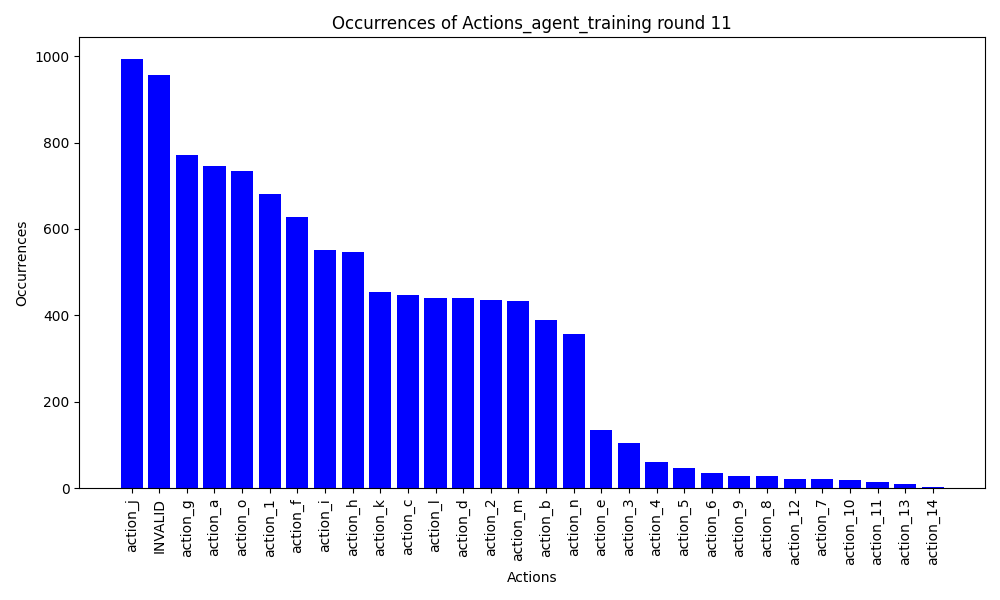 Occurrences of Actions_agent_training round 11
Occurrences
1000
800
600
400
200
0
action_j
INVALID
action_g
action_a
action_o
action_1
action_f
action_i
action_h
action_k
action_c
action_l
action_d
action_2
action_m
action_b
action_n
action_e
action_3
action_4
action_5
action_6
action_9
action_8
action_12
action_7
action_10
action_11
action_13
action_14
Actions